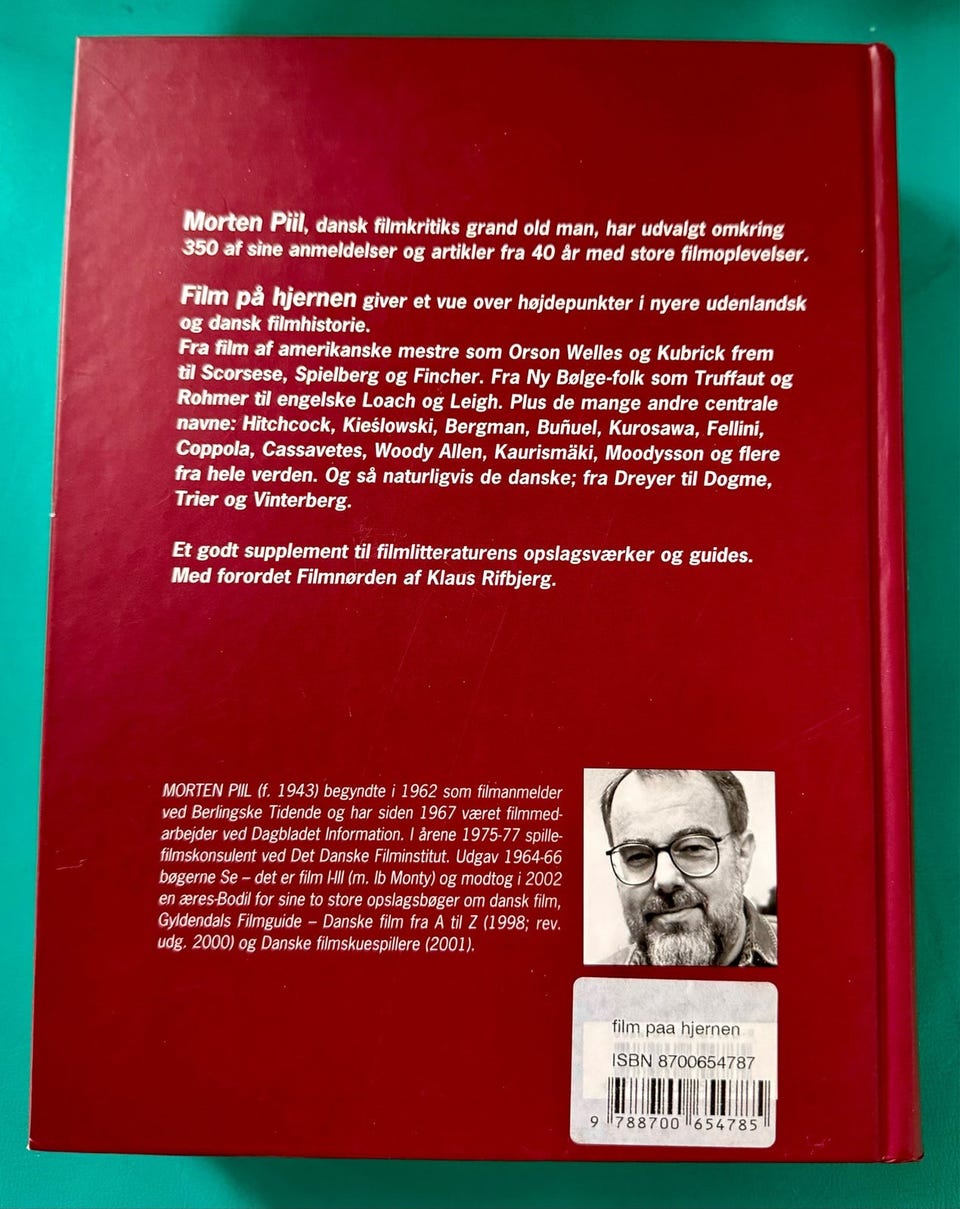 Morten Piil, dansk filmkritiks grand old man, har udvalgt omkring
350 af sine anmeldelser og artikler fra 40 år med store filmoplevelser.
Film på hjernen giver et vue over højdepunkter i nyere udenlandsk
og dansk filmhistorie.
Fra film af amerikanske mestre som Orson Welles og Kubrick frem
til Scorsese, Spielberg og Fincher. Fra Ny Bølge-folk som Truffaut og
Rohmer til engelske Loach og Leigh. Plus de mange andre centrale
navne: Hitchcock, Kieślowski, Bergman, Buñuel, Kurosawa, Fellini,
Coppola, Cassavetes, Woody Allen, Kaurismäki, Moodysson og flere
fra hele verden. Og så naturligvis de danske; fra Dreyer til Dogme,
Trier og Vinterberg.
Et godt supplement til filmlitteraturens opslagsværker og guides.
Med forordet Filmnørden af Klaus Rifbjerg.
MORTEN PIIL (f. 1943) begyndte i 1962 som filmanmelder
ved Berlingske Tidende og har siden 1967 været filmmed-
arbejder ved Dagbladet Information. I årene 1975-77 spille-
filmskonsulent ved Det Danske Filminstitut. Udgav 1964-66
bøgerne Se – det er film I-III (m. Ib Monty) og modtog i 2002
en æres-Bodil for sine to store opslagsbøger om dansk film,
Gyldendals Filmguide – Danske film fra A til Z (1998; rev.
udg. 2000) og Danske filmskuespillere (2001).
film paa hjernen
ISBN 8700654787
9 788700 654785